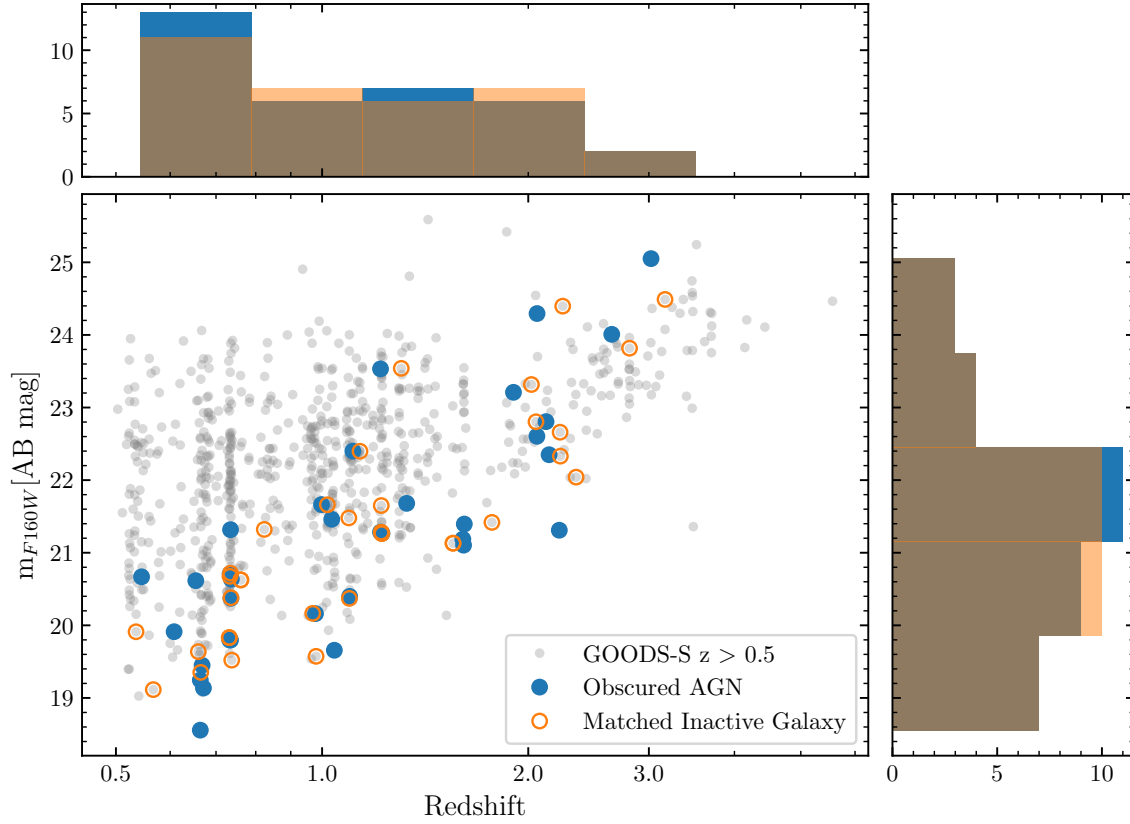 10
5
0
25
24
23
22
21
20
19
m_{F160W} [AB mag]
GOODS-S z > 0.5
Obscured AGN
Matched Inactive Galaxy
0.5 1.0 2.0 3.0
Redshift
0 5 10